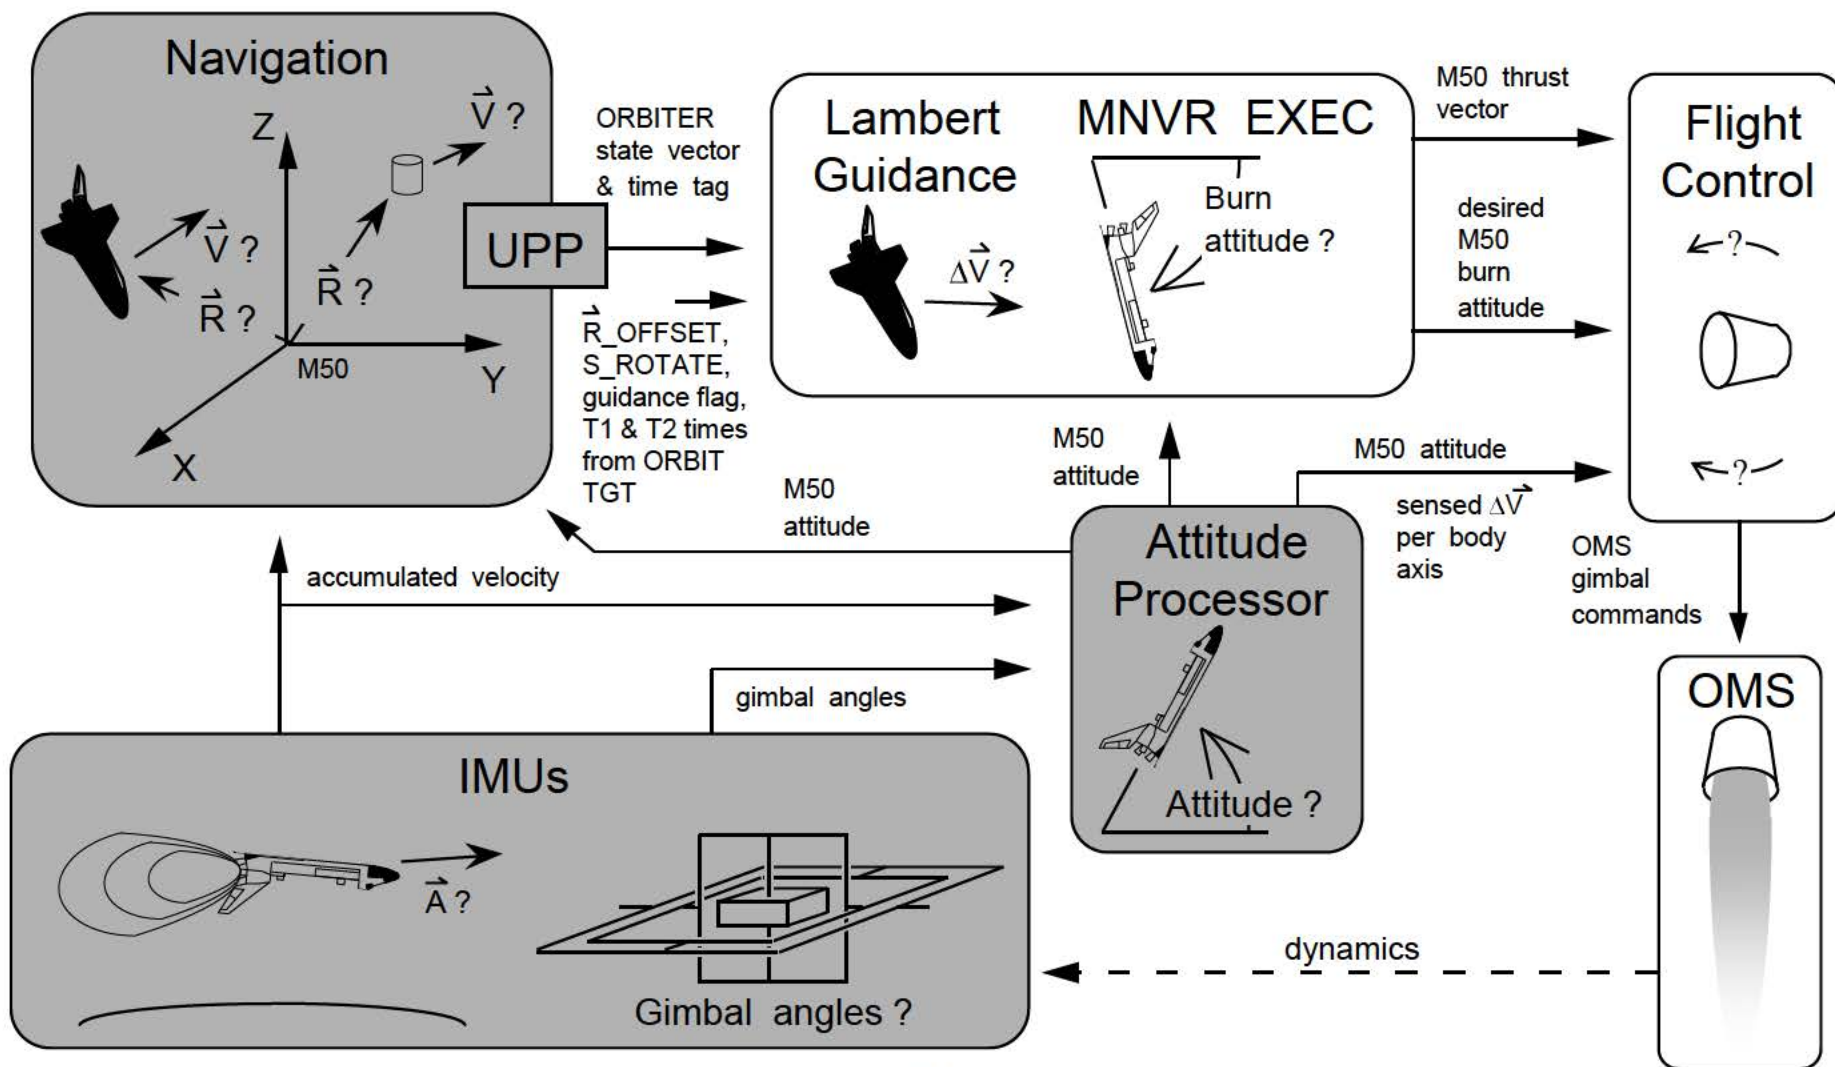 Navigation
Z
V ?
V ?
R ?
R ?
M50
Y
X
UPP
ORBITER
state vector
& time tag
R_OFFSET,
S_ROTATE,
guidance flag,
T1 & T2 times
from ORBIT
TGT
Lambert
Guidance
ΔV ?
MNVR EXEC
Burn
attitude ?
M50 thrust
vector
desired
M50
burn
attitude
Flight
Control
?
?
M50
attitude
M50
attitude
M50 attitude
sensed ΔV
per body
axis
OMS
gimbal
commands
accumulated velocity
gimbal angles
Attitude
Processor
Attitude ?
OMS
IMUs
A ?
Gimbal angles ?
dynamics